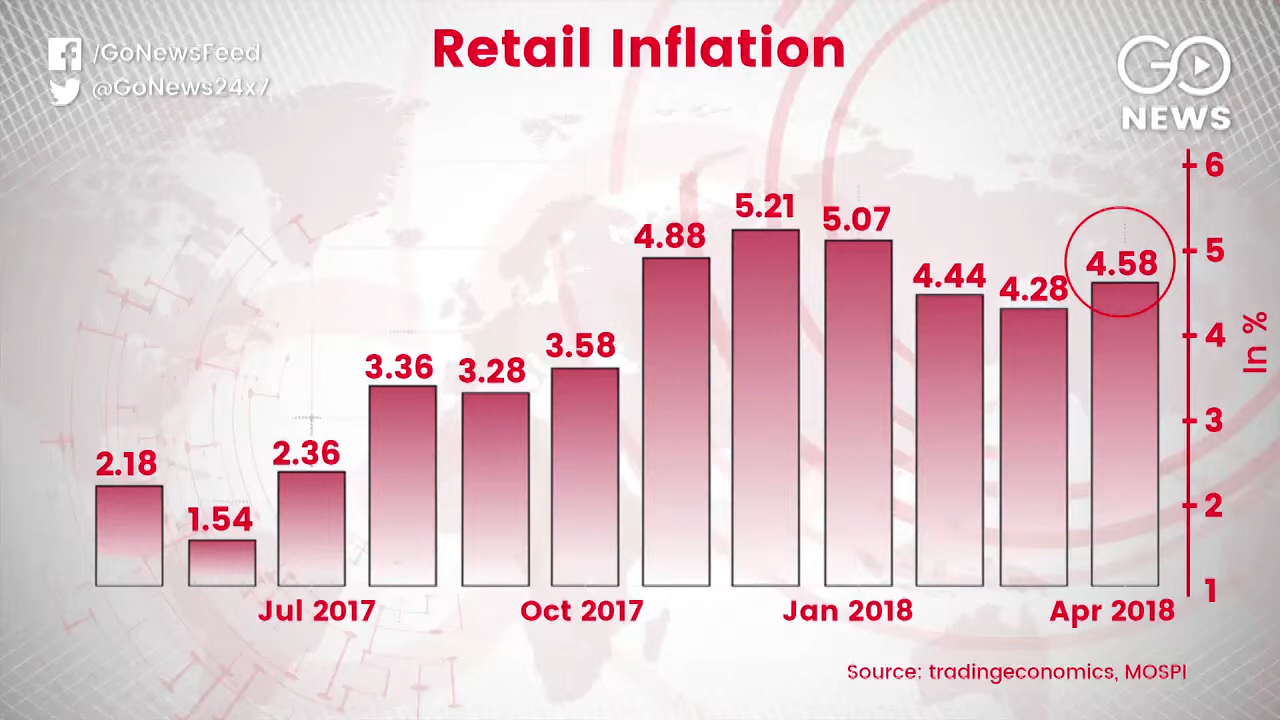 Retail Inflation
/GoNewsFeed
@GoNews24x7
GO
NEWS
6
5
4
3
2
1
In %
2.18
1.54
2.36
3.36
3.28
3.58
4.88
5.21
5.07
4.44
4.28
4.58
Jul 2017
Oct 2017
Jan 2018
Apr 2018
Source: tradingeconomics, MOSPI